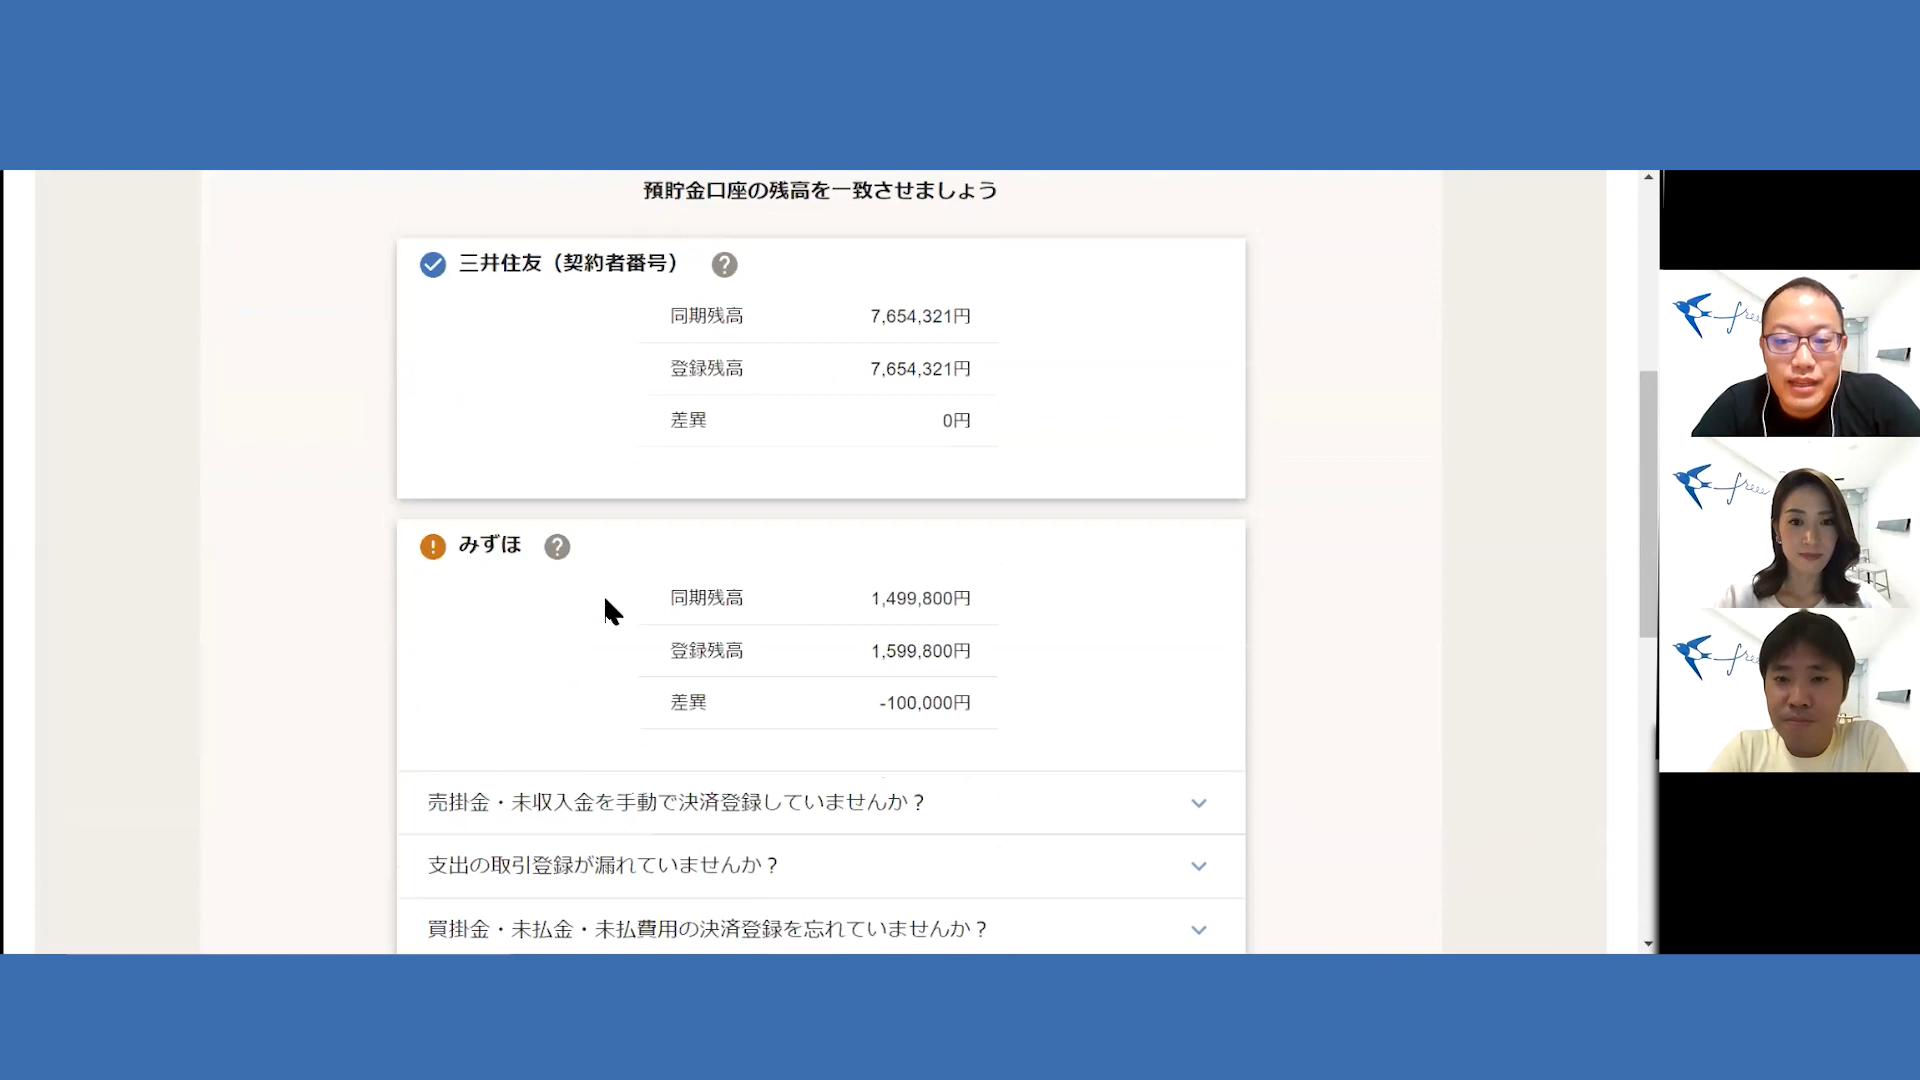 預貯金口座の残高を一致させましょう
三井住友（契約者番号）
同期残高 7,654,321円
登録残高 7,654,321円
差異 0円
みずほ
同期残高 1,499,800円
登録残高 1,599,800円
差異 -100,000円
売掛金・未収入金を手動で決済登録していませんか？
支出の取引登録が漏れていませんか？
買掛金・未払金・未払費用の決済登録を忘れていませんか？
freee